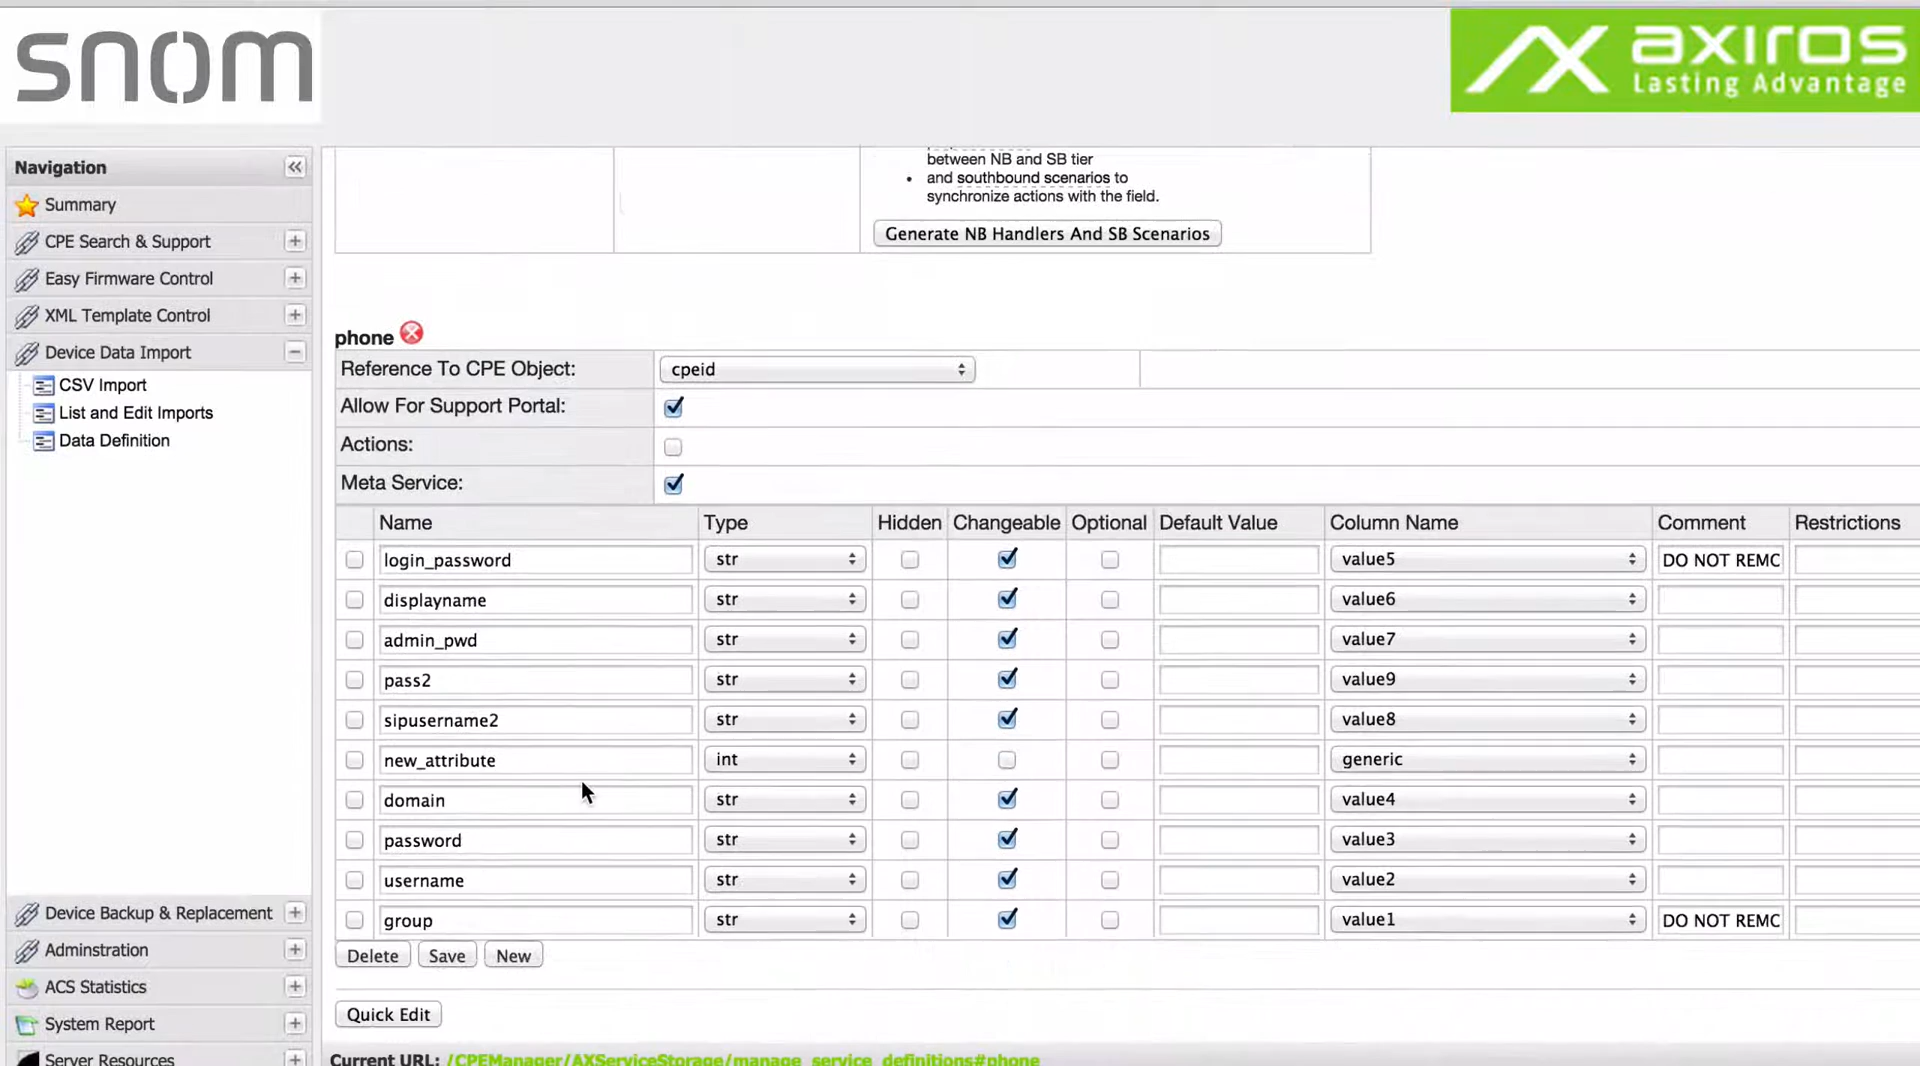 snom
axiros
Lasting Advantage
Navigation
Summary
CPE Search & Support
Easy Firmware Control
XML Template Control
Device Data Import
CSV Import
List and Edit Imports
Data Definition
Device Backup & Replacement
Adminstration
ACS Statistics
System Report
Server Resources
between NB and SB tier
and southbound scenarios to
synchronize actions with the field.
Generate NB Handlers And SB Scenarios
phone
Reference To CPE Object: cpeid
Allow For Support Portal:
Actions:
Meta Service:
Name Type Hidden Changeable Optional Default Value Column Name Comment Restrictions
login_password str value5 DO NOT REMC
displayname str value6
admin_pwd str value7
pass2 str value9
sipusername2 str value8
new_attribute int generic
domain str value4
password str value3
username str value2
group str value1 DO NOT REMC
Delete Save New
Quick Edit
Current URL: /CPEManager/AXServiceStorage/manage_service_definitions#phone